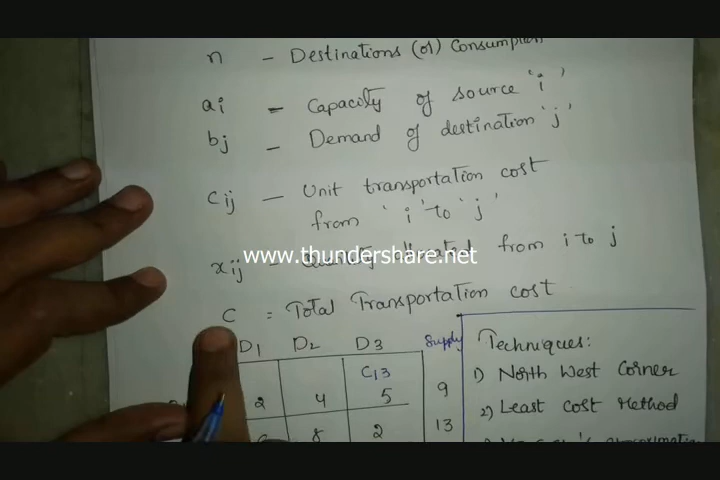 n - Destinations (or) Consumption
ai - Capacity of source 'i'
bj - Demand of destination 'j'
cij - Unit transportation cost
from 'i' to 'j'
xij - Quantity allocated from i to j
www.thundershare.net
C = Total Transportation cost
D1 D2 D3 Supply
C13
2 4 5 9
8 2 13
Techniques:
1) North West Corner
2) Least cost Method